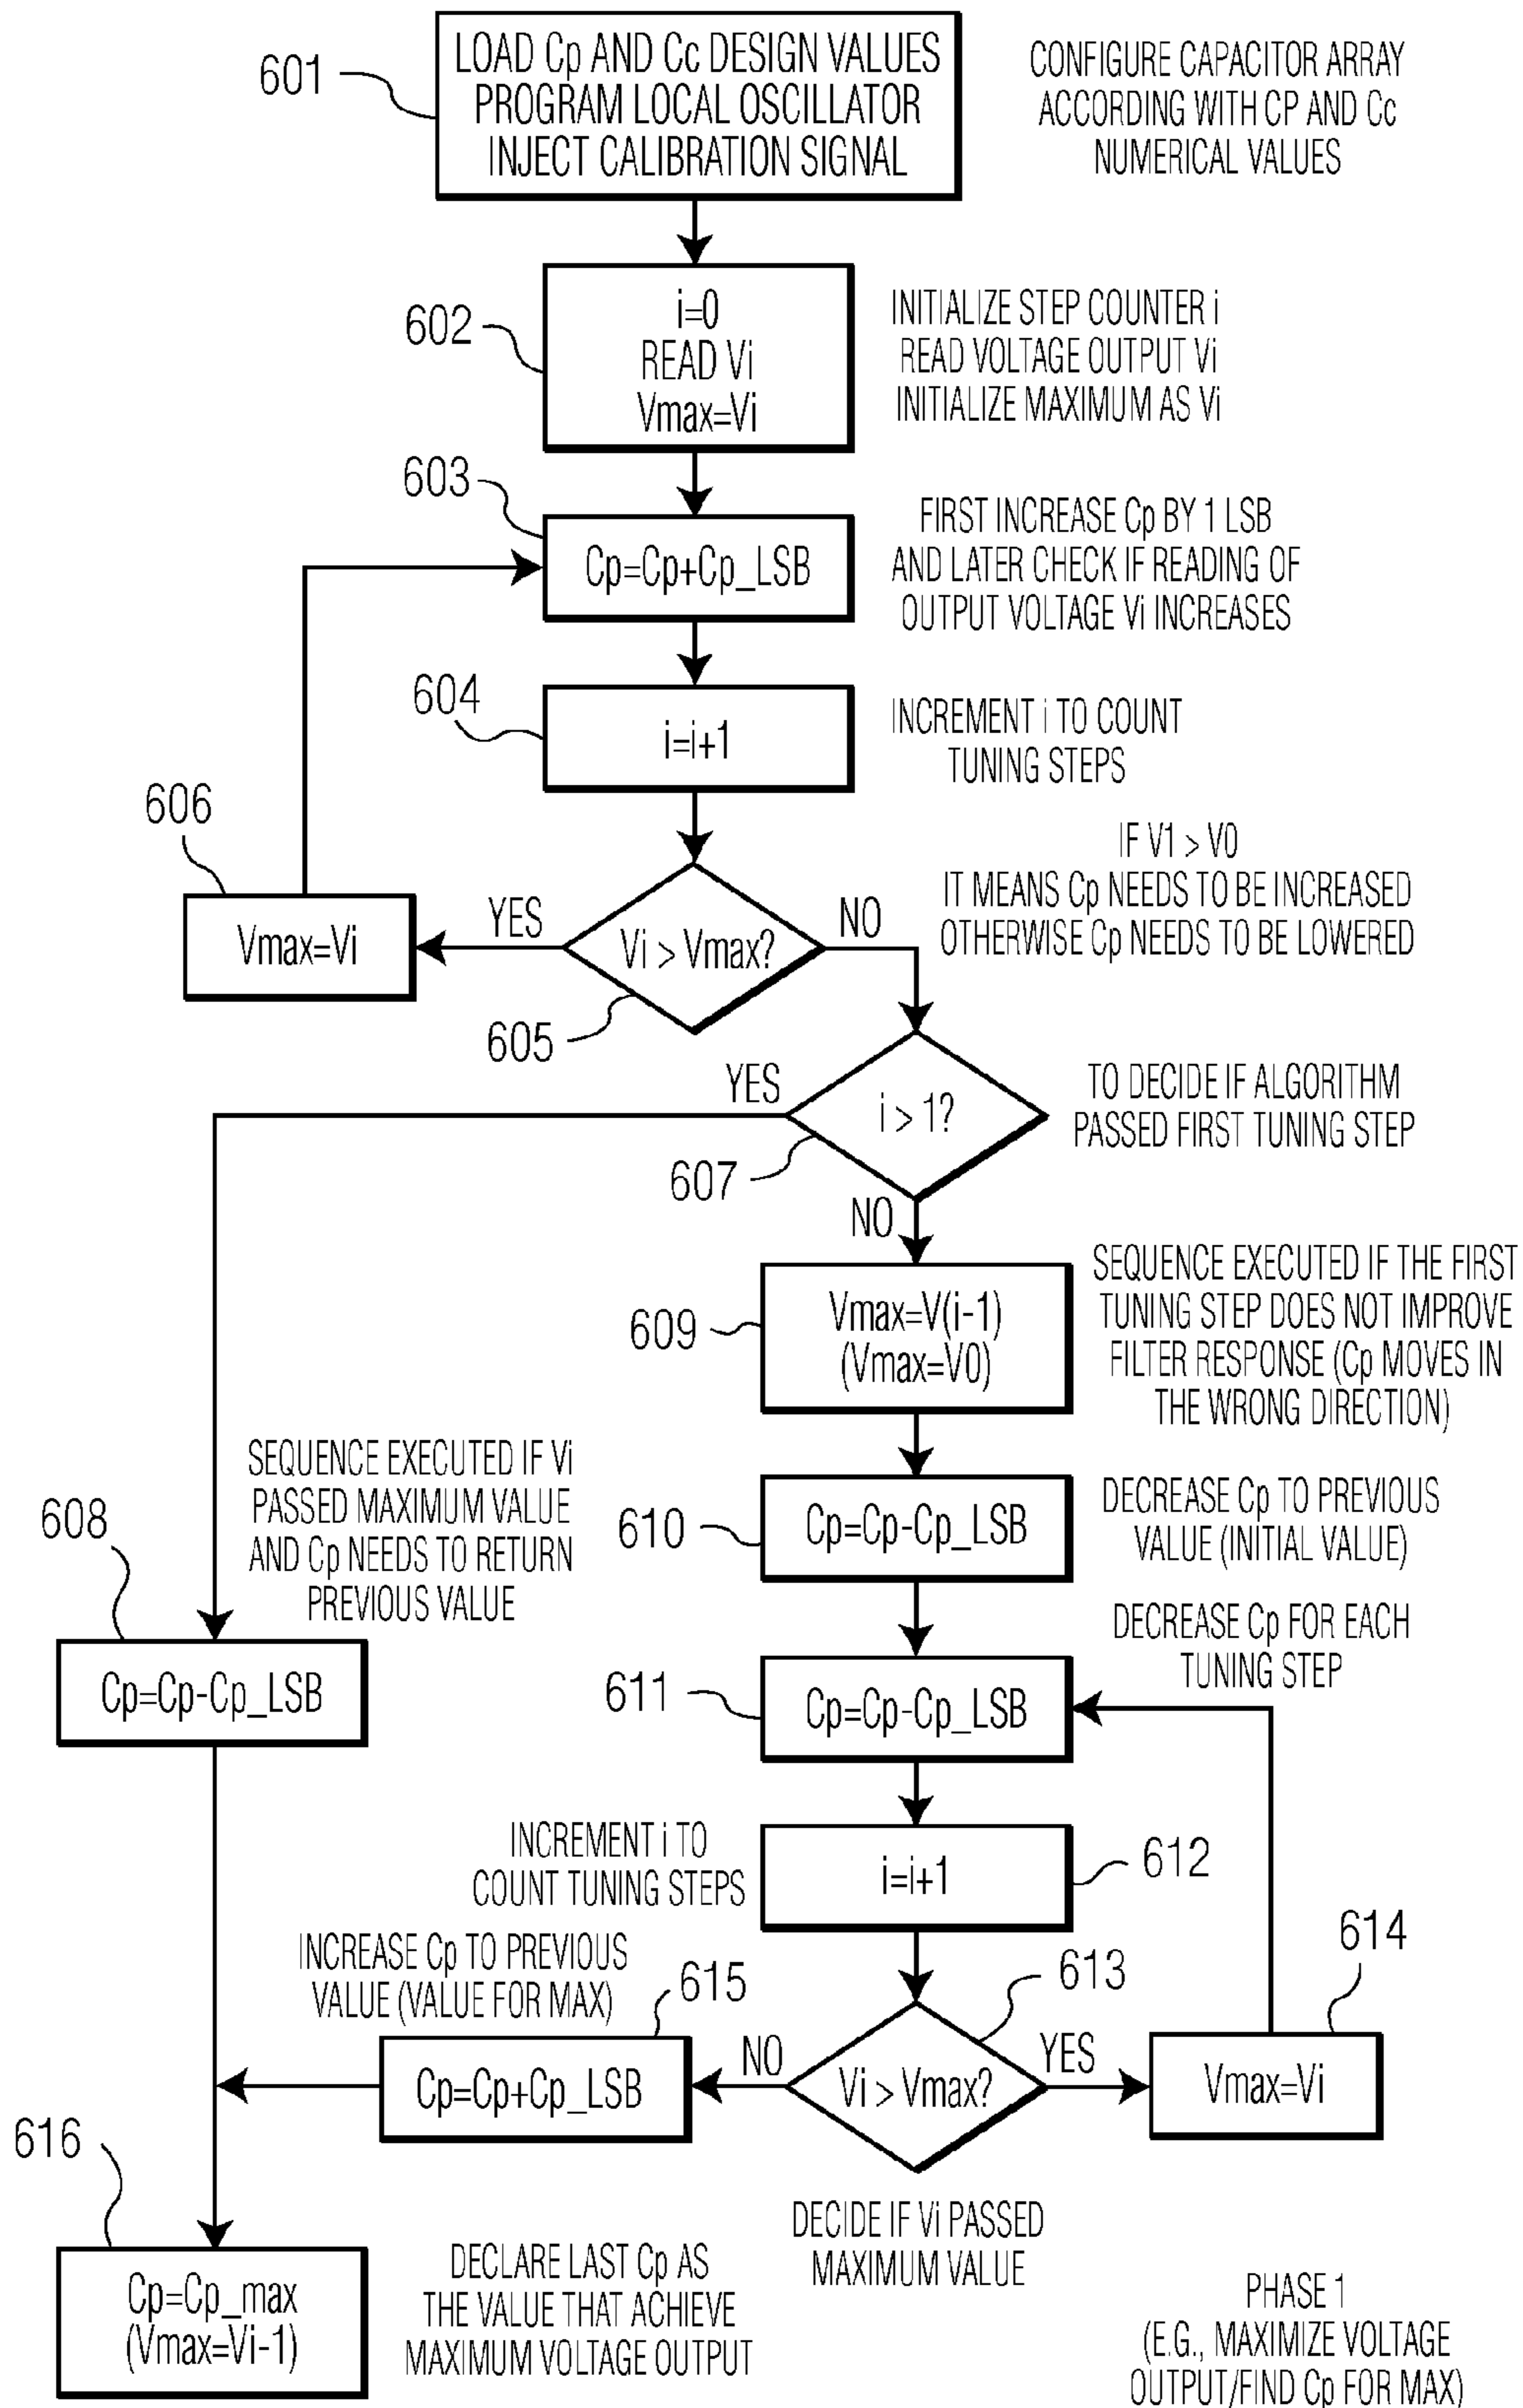 601
LOAD Cp AND Cc DESIGN VALUES
PROGRAM LOCAL OSCILLATOR
INJECT CALIBRATION SIGNAL
CONFIGURE CAPACITOR ARRAY
ACCORDING WITH CP AND Cc
NUMERICAL VALUES
602
i=0
READ Vi
Vmax=Vi
INITIALIZE STEP COUNTER i
READ VOLTAGE OUTPUT Vi
INITIALIZE MAXIMUM AS Vi
603
Cp=Cp+Cp_LSB
FIRST INCREASE Cp BY 1 LSB
AND LATER CHECK IF READING OF
OUTPUT VOLTAGE Vi INCREASES
604
i=i+1
INCREMENT i TO COUNT
TUNING STEPS
606
Vmax=Vi
YES
Vi > Vmax?
NO
605
IF V1 > V0
IT MEANS Cp NEEDS TO BE INCREASED
OTHERWISE Cp NEEDS TO BE LOWERED
YES
i > 1?
607
NO
TO DECIDE IF ALGORITHM
PASSED FIRST TUNING STEP
609
Vmax=V(i-1)
(Vmax=V0)
SEQUENCE EXECUTED IF THE FIRST
TUNING STEP DOES NOT IMPROVE
FILTER RESPONSE (Cp MOVES IN
THE WRONG DIRECTION)
SEQUENCE EXECUTED IF Vi
PASSED MAXIMUM VALUE
AND Cp NEEDS TO RETURN
PREVIOUS VALUE
608
Cp=Cp-Cp_LSB
610
Cp=Cp-Cp_LSB
DECREASE Cp TO PREVIOUS
VALUE (INITIAL VALUE)
611
Cp=Cp-Cp_LSB
DECREASE Cp FOR EACH
TUNING STEP
INCREMENT i TO
COUNT TUNING STEPS
i=i+1
612
INCREASE Cp TO PREVIOUS
VALUE (VALUE FOR MAX)
615
Cp=Cp+Cp_LSB
NO
Vi > Vmax?
613
YES
614
Vmax=Vi
DECIDE IF Vi PASSED
MAXIMUM VALUE
616
Cp=Cp_max
(Vmax=Vi-1)
DECLARE LAST Cp AS
THE VALUE THAT ACHIEVE
MAXIMUM VOLTAGE OUTPUT
PHASE 1
(E.G., MAXIMIZE VOLTAGE
OUTPUT/FIND Cp FOR MAX)